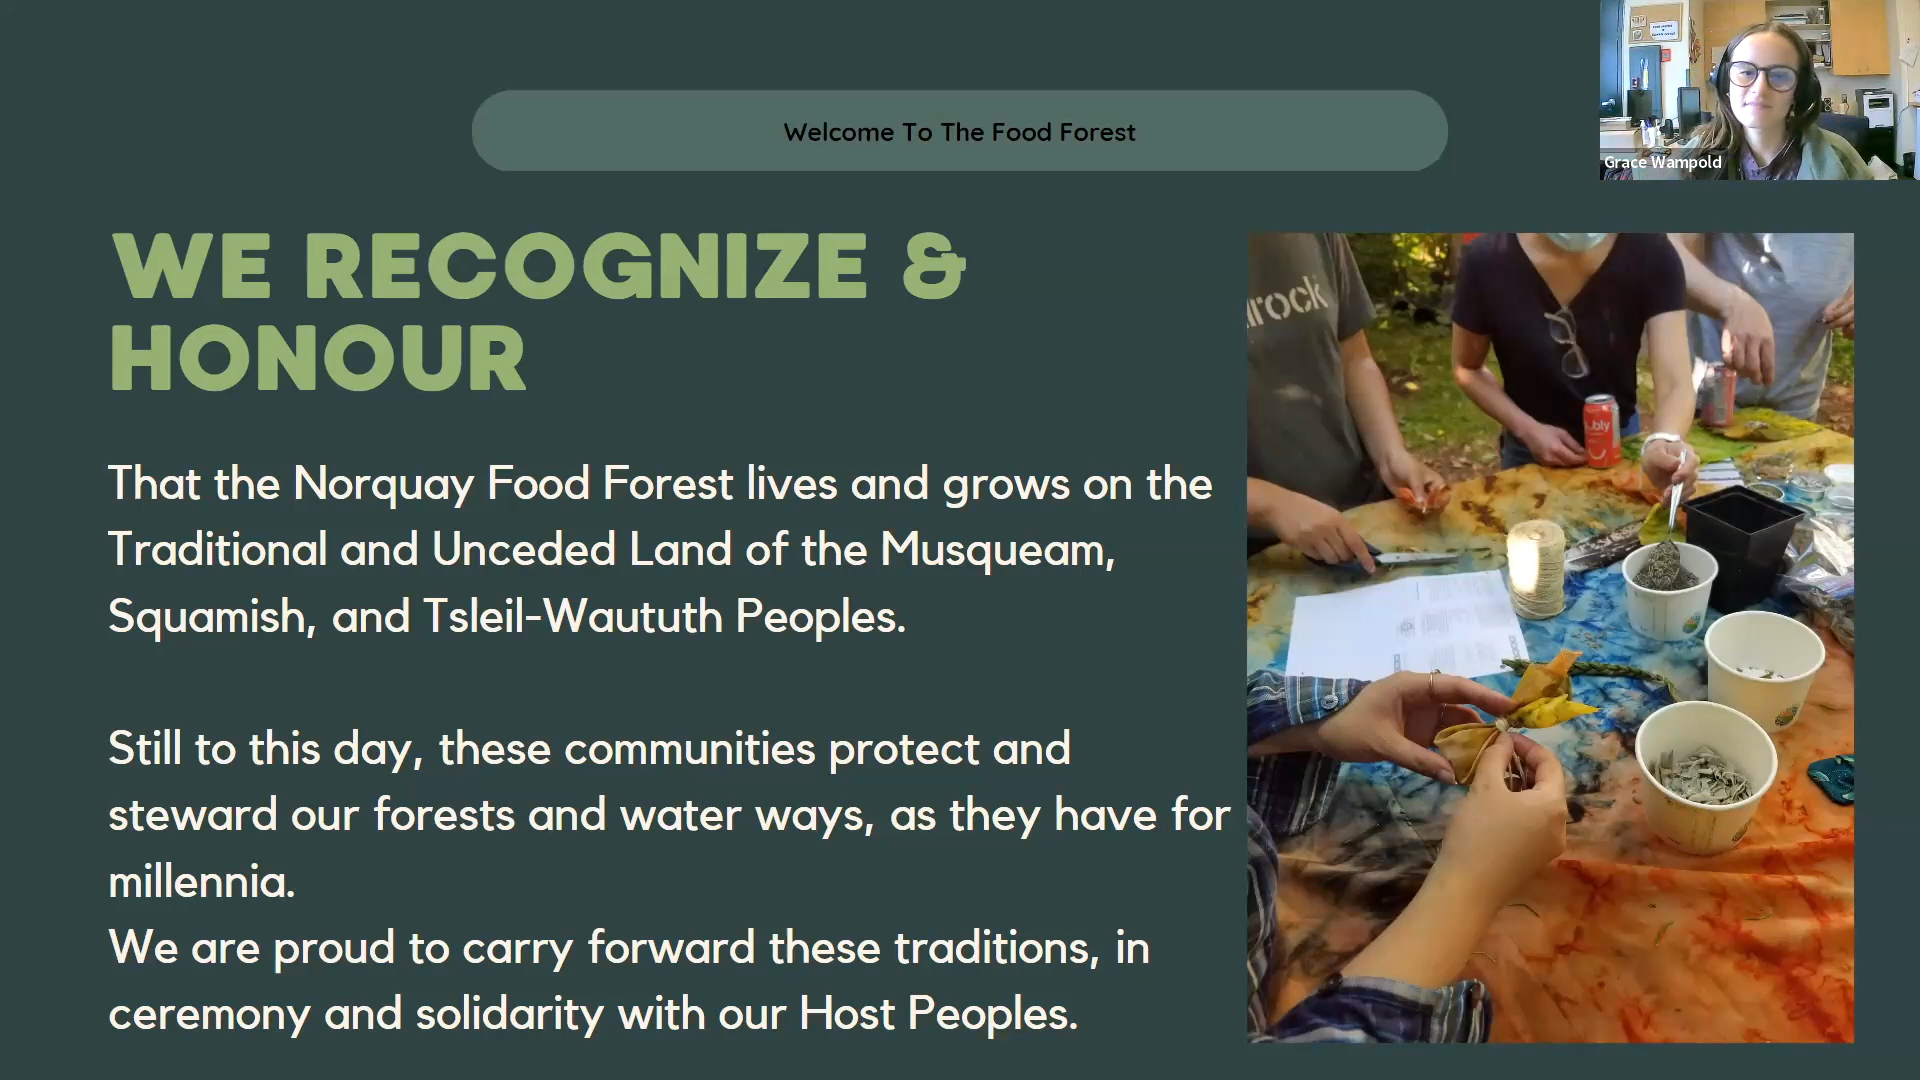 Welcome To The Food Forest
Grace Wampold
WE RECOGNIZE &
HONOUR
That the Norquay Food Forest lives and grows on the
Traditional and Unceded Land of the Musqueam,
Squamish, and Tsleil-Waututh Peoples.
Still to this day, these communities protect and
steward our forests and water ways, as they have for
millennia.
We are proud to carry forward these traditions, in
ceremony and solidarity with our Host Peoples.
rock
bly